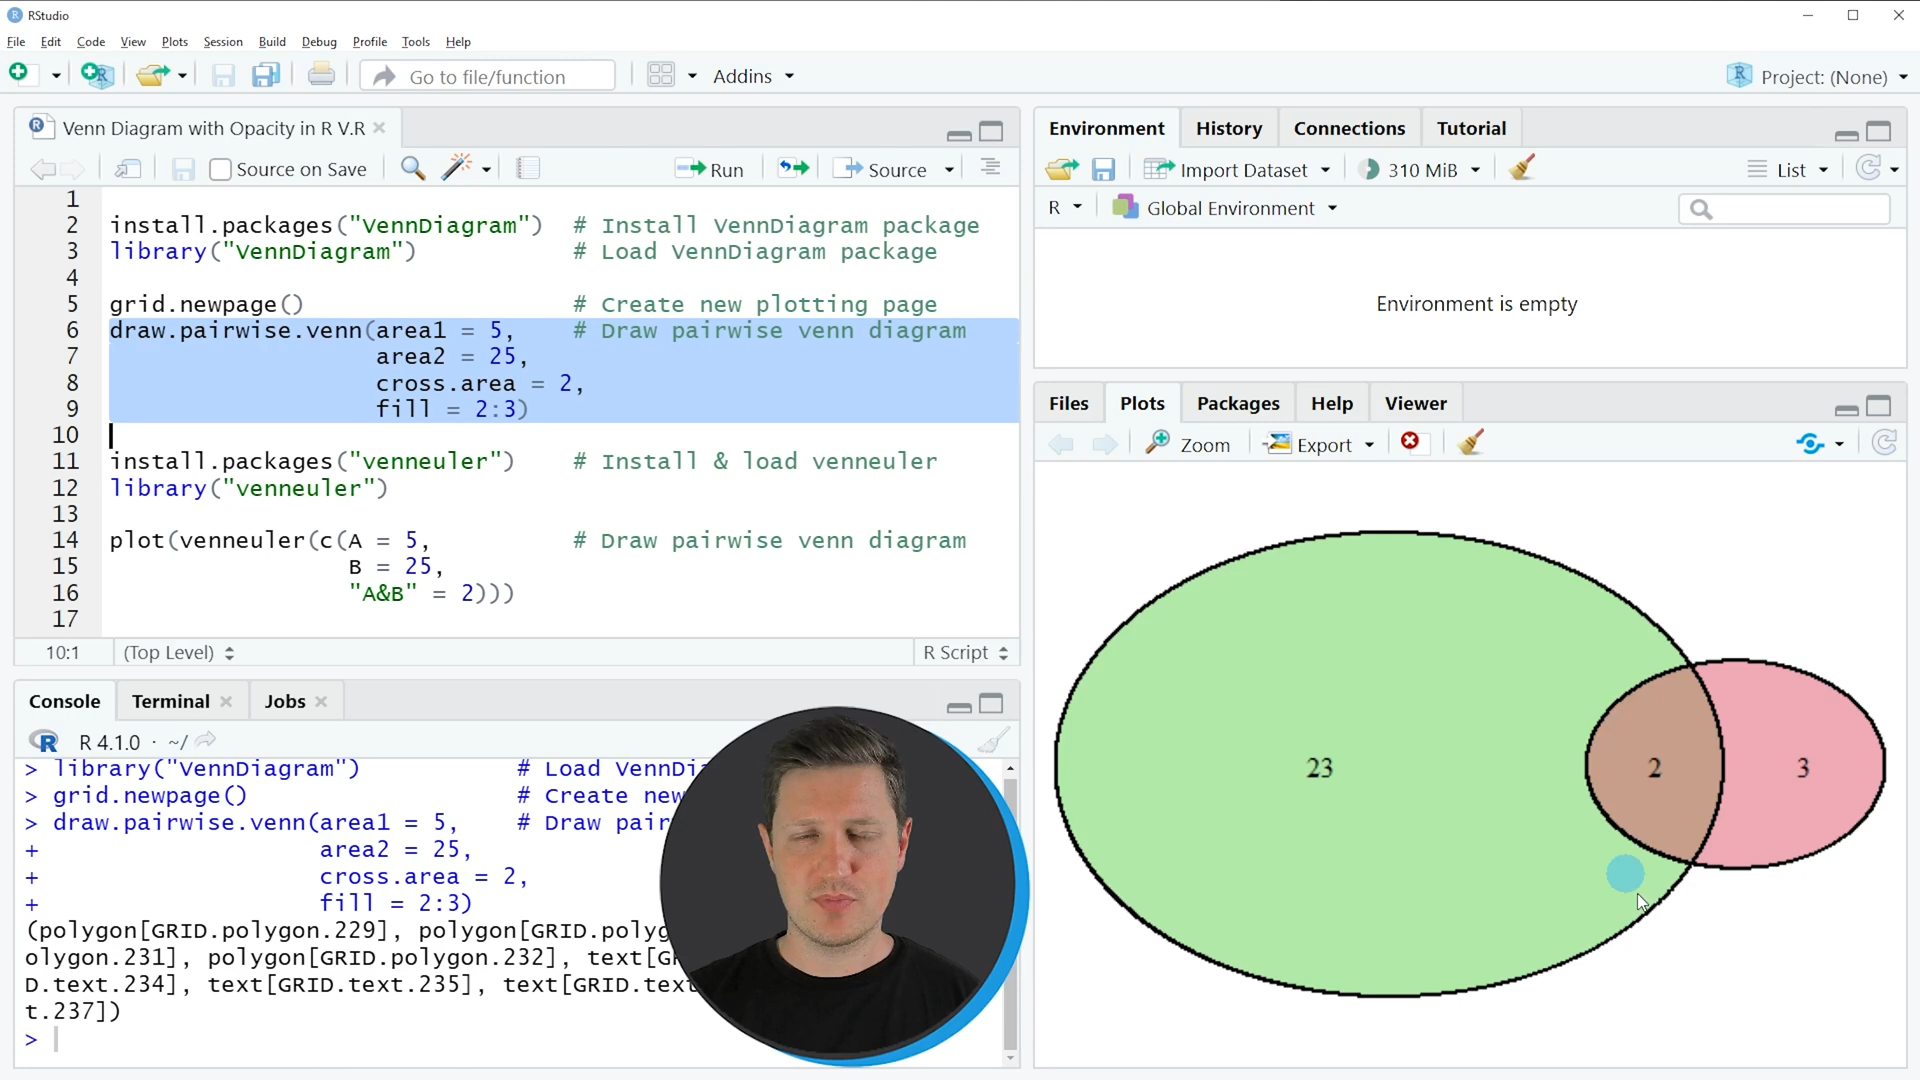 RStudio
File Edit Code View Plots Session Build Debug Profile Tools Help
Go to file/function Addins Project: (None)
Venn Diagram with Opacity in R V.R
Source on Save Run Source
1
2 install.packages("VennDiagram") # Install VennDiagram package
3 library("VennDiagram") # Load VennDiagram package
4
5 grid.newpage() # Create new plotting page
6 draw.pairwise.venn(area1 = 5, # Draw pairwise venn diagram
7 area2 = 25,
8 cross.area = 2,
9 fill = 2:3)
10
11 install.packages("venneuler") # Install & load venneuler
12 library("venneuler")
13
14 plot(venneuler(c(A = 5, # Draw pairwise venn diagram
15 B = 25,
16 "A&B" = 2)))
17
10:1 (Top Level) R Script
Console Terminal Jobs
R 4.1.0 · ~/
> library("VennDiagram") # Load VennDi
> grid.newpage() # Create new
> draw.pairwise.venn(area1 = 5, # Draw pair
+ area2 = 25,
+ cross.area = 2,
+ fill = 2:3)
(polygon[GRID.polygon.229], polygon[GRID.polyg
olygon.231], polygon[GRID.polygon.232], text[G
D.text.234], text[GRID.text.235], text[GRID.tex
t.237])
>
Environment History Connections Tutorial
Import Dataset 310 MiB List
R Global Environment
Environment is empty
Files Plots Packages Help Viewer
Zoom Export
23 2 3